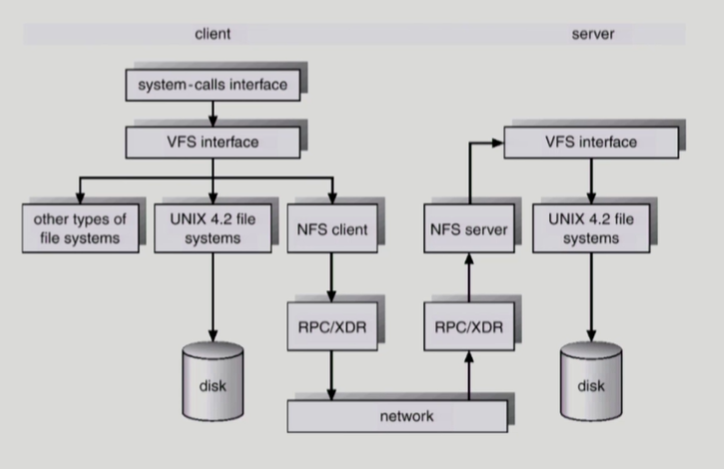 client
server
system-calls interface
VFS interface
VFS interface
other types of
file systems
UNIX 4.2 file
systems
NFS client
NFS server
UNIX 4.2 file
systems
RPC/XDR
RPC/XDR
disk
disk
network